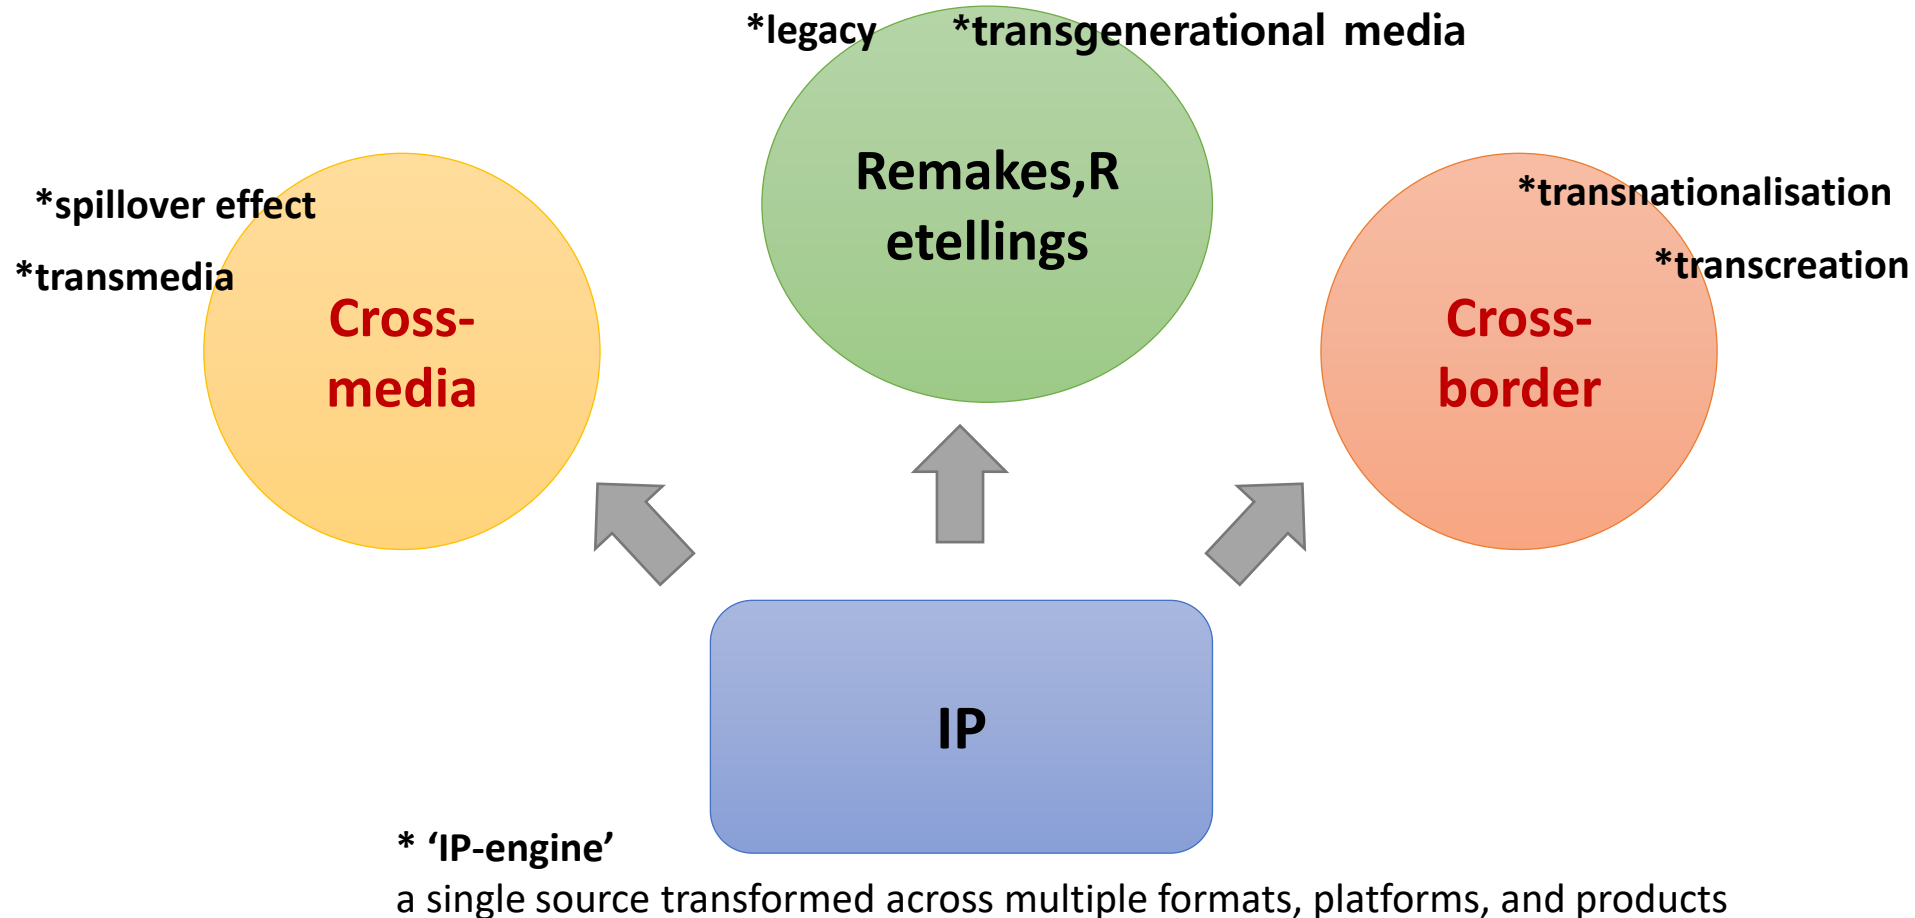 *legacy
*transgenerational media
Remakes,R
etellings
*spillover effect
*transmedia
Cross-
media
*transnationalisation
*transcreation
Cross-
border
IP
* ‘IP-engine’
a single source transformed across multiple formats, platforms, and products